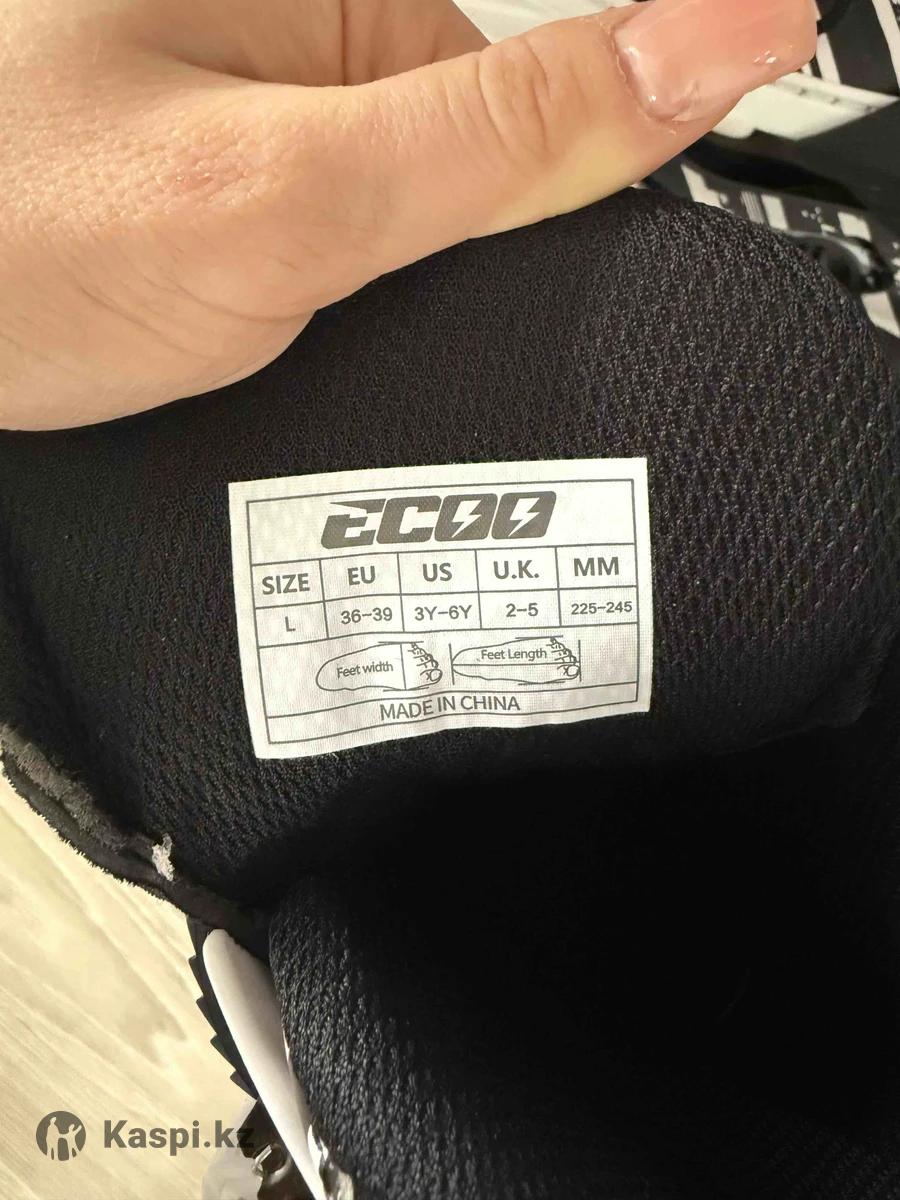 ECOO
SIZE EU US U.K. MM
L 36-39 3Y-6Y 2-5 225-245
Feet width Feet Length
MADE IN CHINA
Kaspi.kz